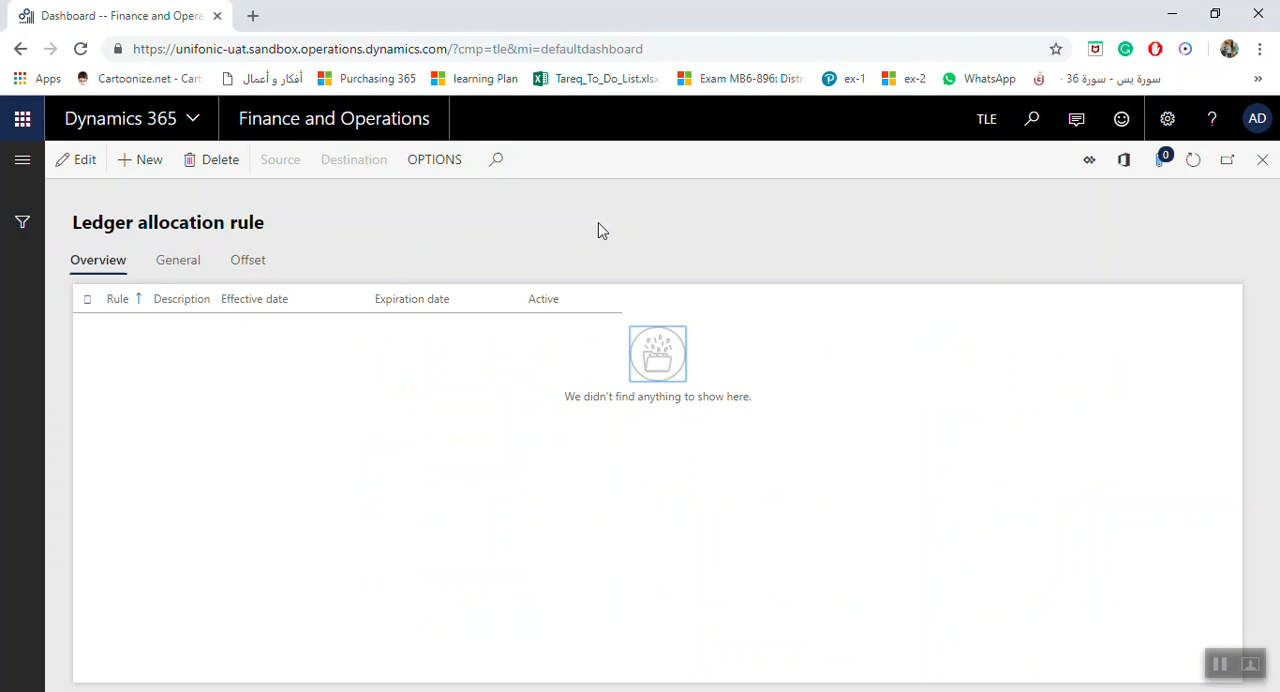 Dashboard -- Finance and Opera
https://unifonic-uat.sandbox.operations.dynamics.com/?cmp=tle&mi=defaultdashboard
Apps Cartoonize.net - Cart أفكار و أعمال Purchasing 365 learning Plan Tareq_To_Do_List.xlsx Exam MB6-896: Distr ex-1 ex-2 WhatsApp سورة يس - سورة 36 - »
Dynamics 365 Finance and Operations TLE ? AD
Edit New Delete Source Destination OPTIONS 0
Ledger allocation rule
Overview General Offset
Rule ↑ Description Effective date Expiration date Active
We didn't find anything to show here.